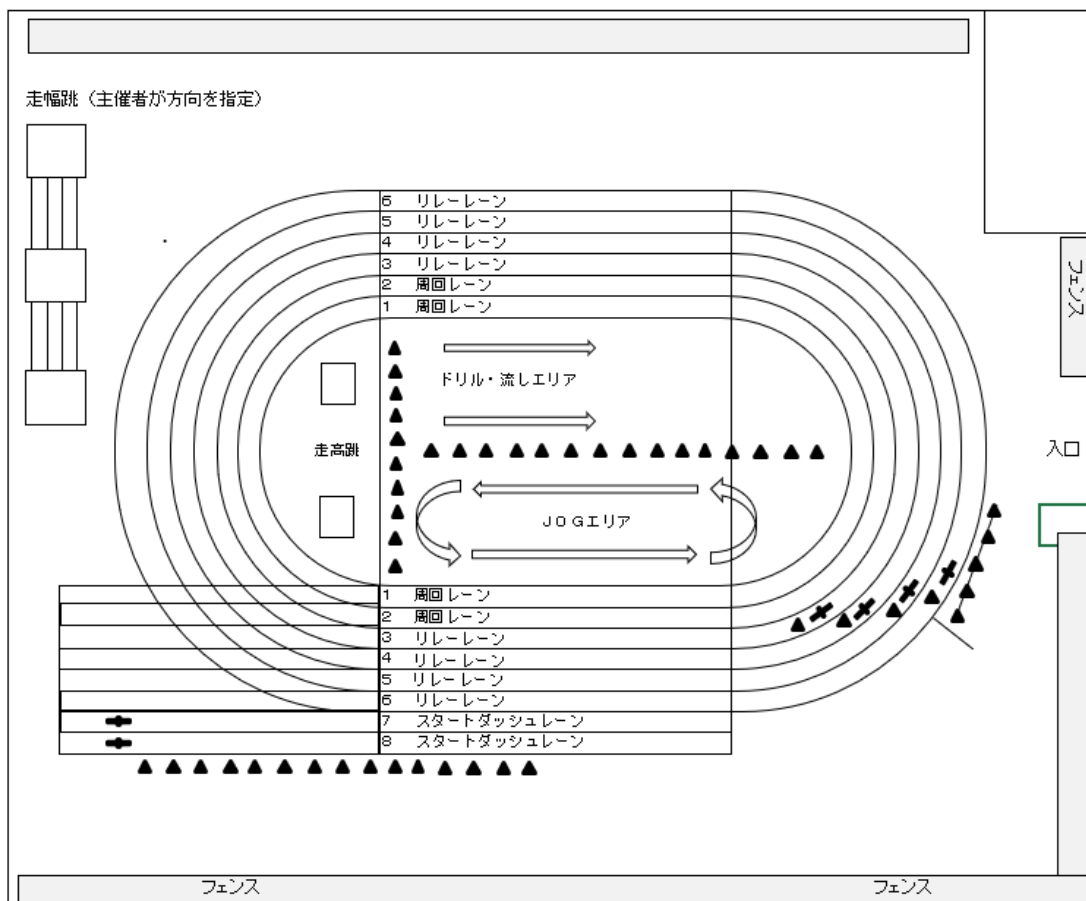 走幅跳（主催者が方向を指定）
6 リレーレーン
5 リレーレーン
4 リレーレーン
3 リレーレーン
2 周回レーン
1 周回レーン
フェンス
ドリル・流しエリア
走高跳
入口
ＪＯＧエリア
1 周回レーン
2 周回レーン
3 リレーレーン
4 リレーレーン
5 リレーレーン
6 リレーレーン
7 スタートダッシュレーン
8 スタートダッシュレーン
フェンス
フェンス